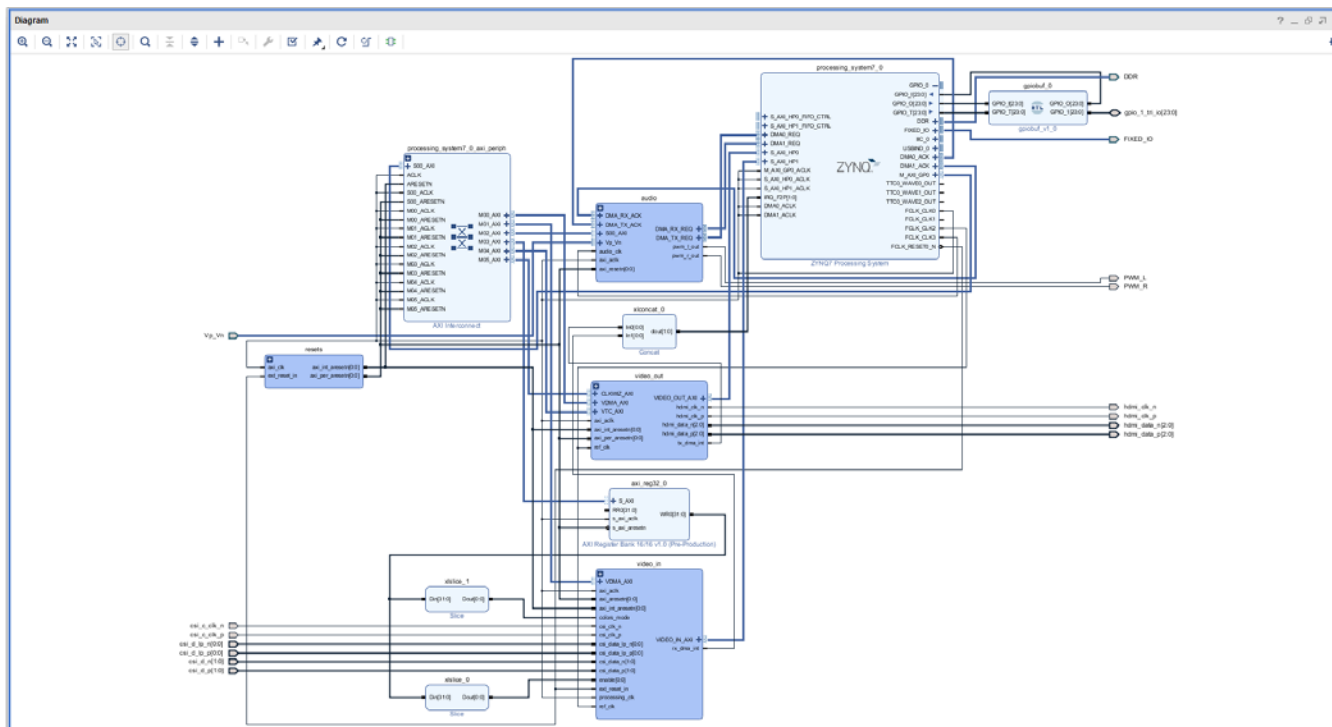 Diagram
processing_system7_0
GPIO_0
GPIO_I[23:0]
GPIO_O[23:0]
GPIO_T[23:0]
DDR
FIXED_IO
IIC_0
USBIND_0
DMA0_ACK
DMA1_ACK
M_AXI_GP0
TTC0_WAVE0_OUT
TTC0_WAVE1_OUT
TTC0_WAVE2_OUT
FCLK_CLK0
FCLK_CLK1
FCLK_CLK2
FCLK_CLK3
FCLK_RESET0_N
S_AXI_HP0_FIFO_CTRL
S_AXI_HP1_FIFO_CTRL
DMA0_REQ
DMA1_REQ
S_AXI_HP0
S_AXI_HP1
M_AXI_GP0_ACLK
S_AXI_HP0_ACLK
S_AXI_HP1_ACLK
IRQ_F2P[1:0]
DMA0_ACLK
DMA1_ACLK
ZYNQ
ZYNQ7 Processing System
gpiobuf_0
GPIO_I[23:0]
GPIO_O[23:0]
GPIO_T[23:0]
GPIO_1[23:0]
RTL
gpiobuf_v1_0
DDR
gpio_1_tri_io[23:0]
FIXED_IO
PWM_L
PWM_R
processing_system7_0_axi_periph
S00_AXI
ACLK
ARESETN
S00_ACLK
S00_ARESETN
M00_ACLK
M00_ARESETN
M01_ACLK
M01_ARESETN
M02_ACLK
M02_ARESETN
M03_ACLK
M03_ARESETN
M04_ACLK
M04_ARESETN
M05_ACLK
M05_ARESETN
M00_AXI
M01_AXI
M02_AXI
M03_AXI
M04_AXI
M05_AXI
AXI Interconnect
audio
DMA_RX_ACK
DMA_TX_ACK
S00_AXI
Vp_Vn
audio_clk
axi_aclk
axi_aresetn[0:0]
DMA_RX_REQ
DMA_TX_REQ
pwm_l_out
pwm_r_out
Vp_Vn
resets
axi_clk
ext_reset_in
axi_int_aresetn[0:0]
axi_per_aresetn[0:0]
xlconcat_0
In0[0:0]
In1[0:0]
dout[1:0]
Concat
video_out
CLKWIZ_AXI
VDMA_AXI
VTC_AXI
axi_aclk
axi_int_aresetn[0:0]
axi_per_aresetn[0:0]
ref_clk
VIDEO_OUT_AXI
hdmi_clk_n
hdmi_clk_p
hdmi_data_n[2:0]
hdmi_data_p[2:0]
tx_dma_int
hdmi_clk_n
hdmi_clk_p
hdmi_data_n[2:0]
hdmi_data_p[2:0]
axi_reg32_0
S_AXI
RR0[31:0]
s_axi_aclk
s_axi_aresetn
WR0[31:0]
AXI Register Bank 16/16 v1.0 (Pre-Production)
video_in
VDMA_AXI
axi_aclk
axi_aresetn[0:0]
axi_int_aresetn[0:0]
colors_mode
csi_clk_n
csi_clk_p
csi_data_lp_n[0:0]
csi_data_lp_p[0:0]
csi_data_n[1:0]
csi_data_p[1:0]
enable[0:0]
ext_reset_in
processing_clk
ref_clk
VIDEO_IN_AXI
rx_dma_int
xlslice_1
Din[31:0]
Dout[0:0]
Slice
csi_c_clk_n
csi_c_clk_p
csi_d_lp_n[0:0]
csi_d_lp_p[0:0]
csi_d_n[1:0]
csi_d_p[1:0]
xlslice_0
Din[31:0]
Dout[0:0]
Slice